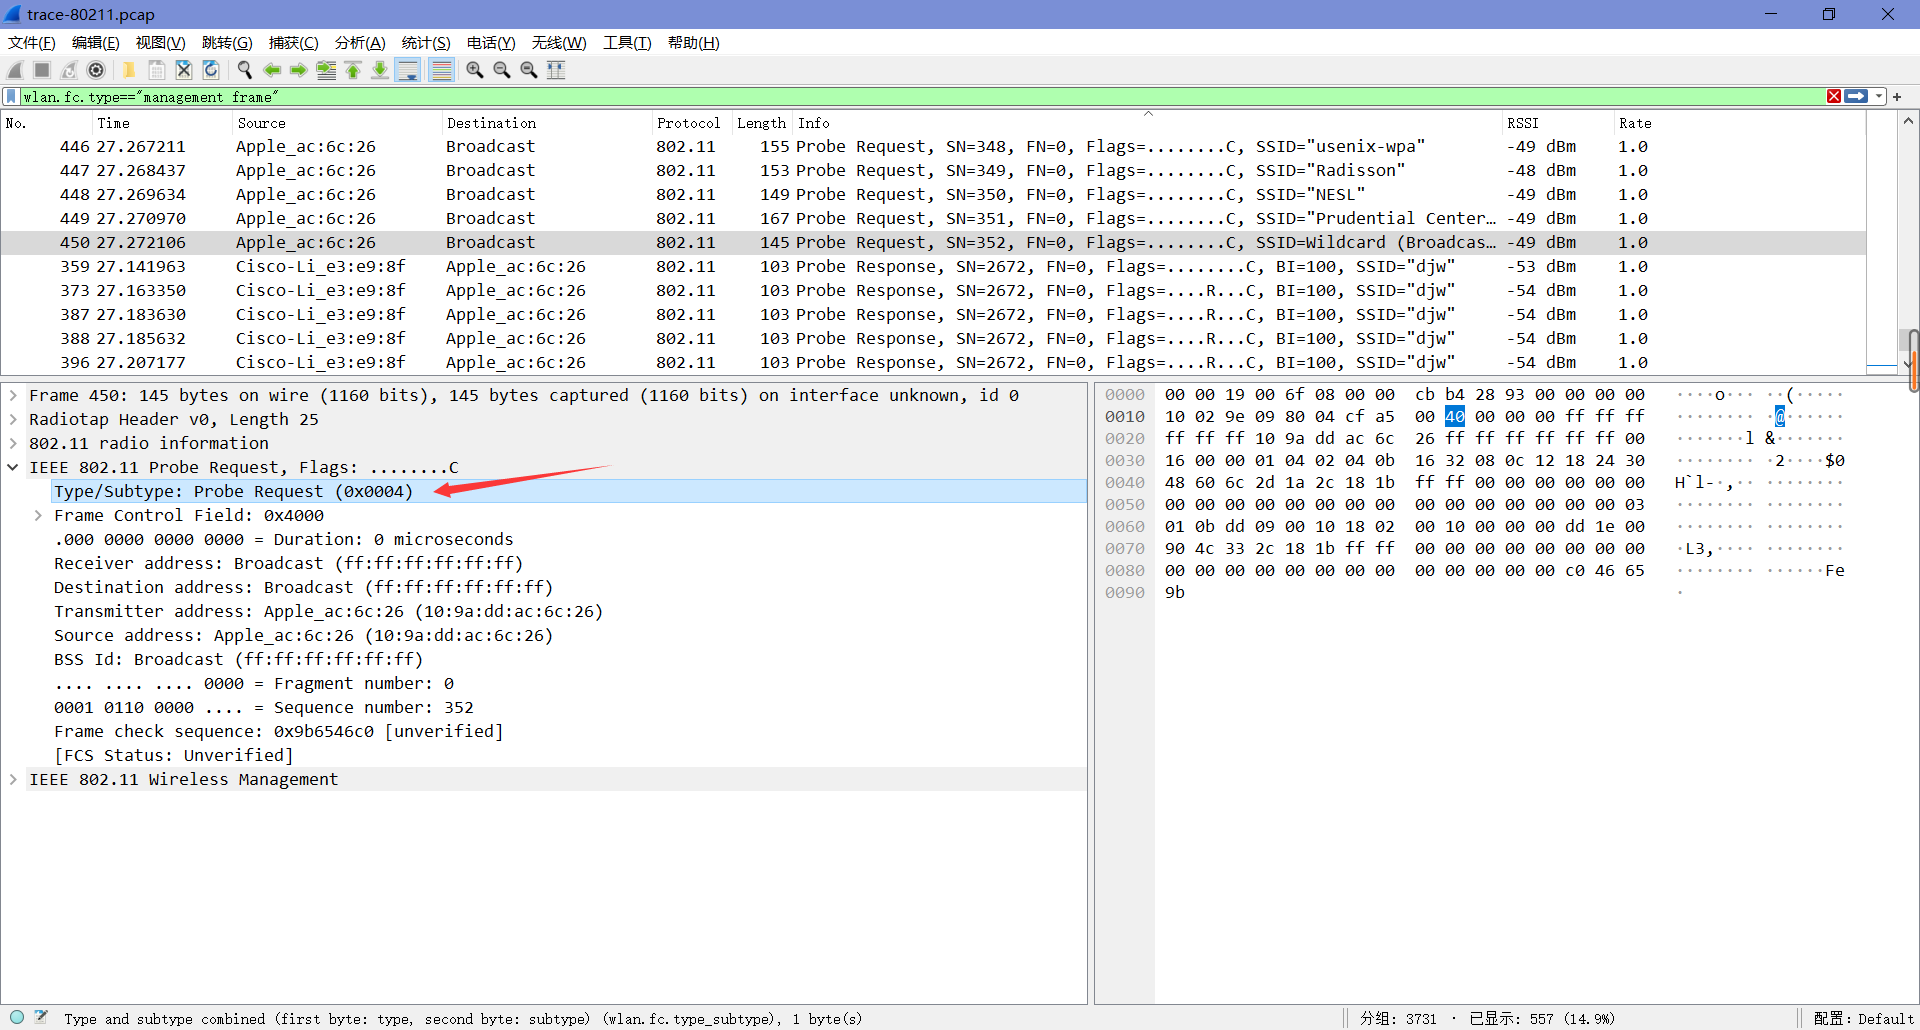 trace-80211.pcap
文件(F) 编辑(E) 视图(V) 跳转(G) 捕获(C) 分析(A) 统计(S) 电话(Y) 无线(W) 工具(T) 帮助(H)
wlan.fc.type=="management frame"
No. Time Source Destination Protocol Length Info RSSI Rate
446 27.267211 Apple_ac:6c:26 Broadcast 802.11 155 Probe Request, SN=348, FN=0, Flags=........C, SSID="usenix-wpa" -49 dBm 1.0
447 27.268437 Apple_ac:6c:26 Broadcast 802.11 153 Probe Request, SN=349, FN=0, Flags=........C, SSID="Radisson" -48 dBm 1.0
448 27.269634 Apple_ac:6c:26 Broadcast 802.11 149 Probe Request, SN=350, FN=0, Flags=........C, SSID="NESL" -49 dBm 1.0
449 27.270970 Apple_ac:6c:26 Broadcast 802.11 167 Probe Request, SN=351, FN=0, Flags=........C, SSID="Prudential Center… -49 dBm 1.0
450 27.272106 Apple_ac:6c:26 Broadcast 802.11 145 Probe Request, SN=352, FN=0, Flags=........C, SSID=Wildcard (Broadcas… -49 dBm 1.0
359 27.141963 Cisco-Li_e3:e9:8f Apple_ac:6c:26 802.11 103 Probe Response, SN=2672, FN=0, Flags=........C, BI=100, SSID="djw" -53 dBm 1.0
373 27.163350 Cisco-Li_e3:e9:8f Apple_ac:6c:26 802.11 103 Probe Response, SN=2672, FN=0, Flags=....R...C, BI=100, SSID="djw" -54 dBm 1.0
387 27.183630 Cisco-Li_e3:e9:8f Apple_ac:6c:26 802.11 103 Probe Response, SN=2672, FN=0, Flags=....R...C, BI=100, SSID="djw" -54 dBm 1.0
388 27.185632 Cisco-Li_e3:e9:8f Apple_ac:6c:26 802.11 103 Probe Response, SN=2672, FN=0, Flags=....R...C, BI=100, SSID="djw" -54 dBm 1.0
396 27.207177 Cisco-Li_e3:e9:8f Apple_ac:6c:26 802.11 103 Probe Response, SN=2672, FN=0, Flags=....R...C, BI=100, SSID="djw" -54 dBm 1.0
Frame 450: 145 bytes on wire (1160 bits), 145 bytes captured (1160 bits) on interface unknown, id 0
Radiotap Header v0, Length 25
802.11 radio information
IEEE 802.11 Probe Request, Flags: ........C
Type/Subtype: Probe Request (0x0004)
Frame Control Field: 0x4000
.000 0000 0000 0000 = Duration: 0 microseconds
Receiver address: Broadcast (ff:ff:ff:ff:ff:ff)
Destination address: Broadcast (ff:ff:ff:ff:ff:ff)
Transmitter address: Apple_ac:6c:26 (10:9a:dd:ac:6c:26)
Source address: Apple_ac:6c:26 (10:9a:dd:ac:6c:26)
BSS Id: Broadcast (ff:ff:ff:ff:ff:ff)
.... .... .... 0000 = Fragment number: 0
0001 0110 0000 .... = Sequence number: 352
Frame check sequence: 0x9b6546c0 [unverified]
[FCS Status: Unverified]
IEEE 802.11 Wireless Management
0000 00 00 19 00 6f 08 00 00 cb b4 28 93 00 00 00 00 ····o··· ··(·····
0010 10 02 9e 09 80 04 cf a5 00 40 00 00 00 ff ff ff ········ ·@······
0020 ff ff ff 10 9a dd ac 6c 26 ff ff ff ff ff ff 00 ·······l &·······
0030 16 00 00 01 04 02 04 0b 16 32 08 0c 12 18 24 30 ········ ·2····$0
0040 48 60 6c 2d 1a 2c 18 1b ff ff 00 00 00 00 00 00 H`l-·,·· ········
0050 00 00 00 00 00 00 00 00 00 00 00 00 00 00 00 03 ········ ········
0060 01 0b dd 09 00 10 18 02 00 10 00 00 00 dd 1e 00 ········ ········
0070 90 4c 33 2c 18 1b ff ff 00 00 00 00 00 00 00 00 ·L3,···· ········
0080 00 00 00 00 00 00 00 00 00 00 00 00 00 c0 46 65 ········ ······Fe
0090 9b ·
Type and subtype combined (first byte: type, second byte: subtype) (wlan.fc.type_subtype), 1 byte(s) 分组: 3731 · 已显示: 557 (14.9%) 配置: Default